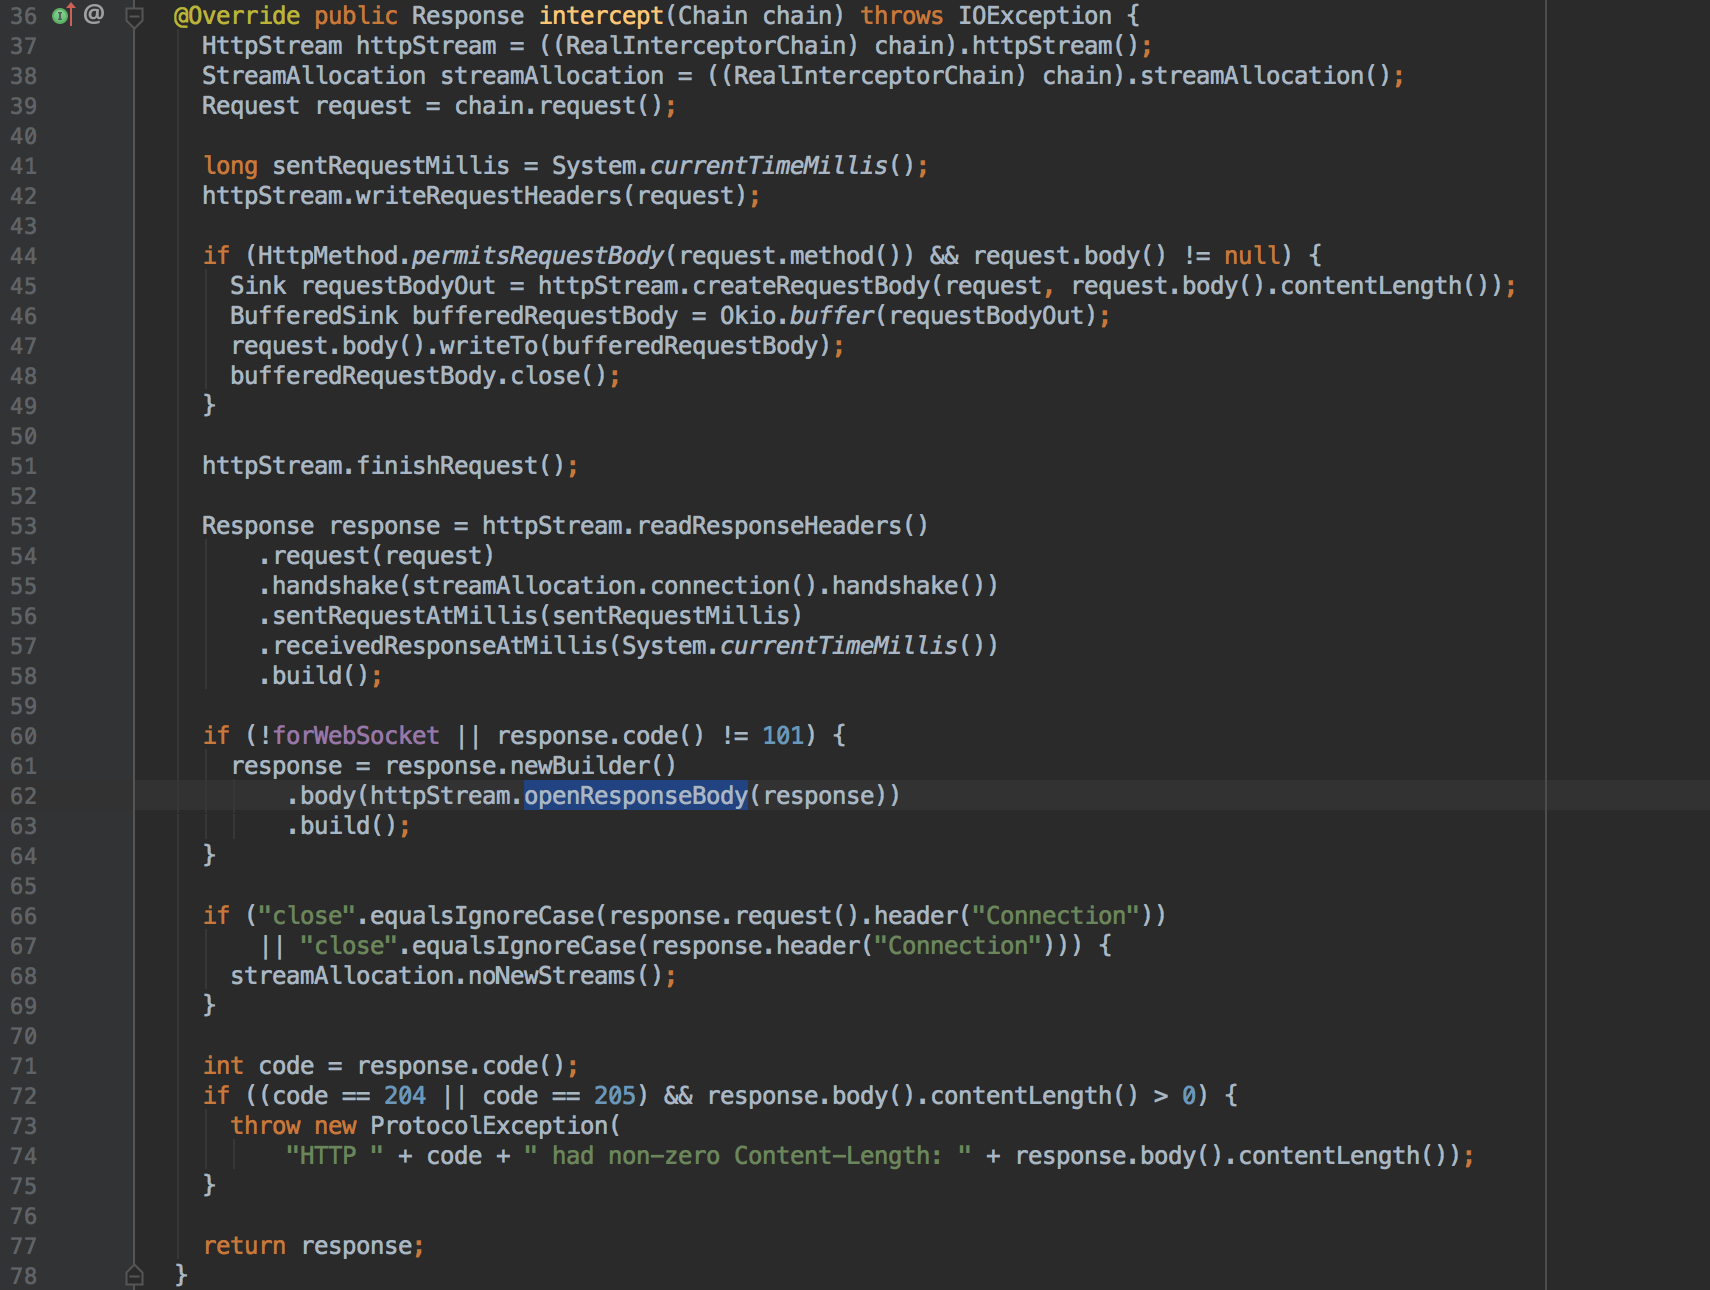 36 @ @Override public Response intercept(Chain chain) throws IOException {
37 HttpStream httpStream = ((RealInterceptorChain) chain).httpStream();
38 StreamAllocation streamAllocation = ((RealInterceptorChain) chain).streamAllocation();
39 Request request = chain.request();
40
41 long sentRequestMillis = System.currentTimeMillis();
42 httpStream.writeRequestHeaders(request);
43
44 if (HttpMethod.permitsRequestBody(request.method()) && request.body() != null) {
45 Sink requestBodyOut = httpStream.createRequestBody(request, request.body().contentLength());
46 BufferedSink bufferedRequestBody = Okio.buffer(requestBodyOut);
47 request.body().writeTo(bufferedRequestBody);
48 bufferedRequestBody.close();
49 }
50
51 httpStream.finishRequest();
52
53 Response response = httpStream.readResponseHeaders()
54 .request(request)
55 .handshake(streamAllocation.connection().handshake())
56 .sentRequestAtMillis(sentRequestMillis)
57 .receivedResponseAtMillis(System.currentTimeMillis())
58 .build();
59
60 if (!forWebSocket || response.code() != 101) {
61 response = response.newBuilder()
62 .body(httpStream.openResponseBody(response))
63 .build();
64 }
65
66 if ("close".equalsIgnoreCase(response.request().header("Connection"))
67 || "close".equalsIgnoreCase(response.header("Connection"))) {
68 streamAllocation.noNewStreams();
69 }
70
71 int code = response.code();
72 if ((code == 204 || code == 205) && response.body().contentLength() > 0) {
73 throw new ProtocolException(
74 "HTTP " + code + " had non-zero Content-Length: " + response.body().contentLength());
75 }
76
77 return response;
78 }